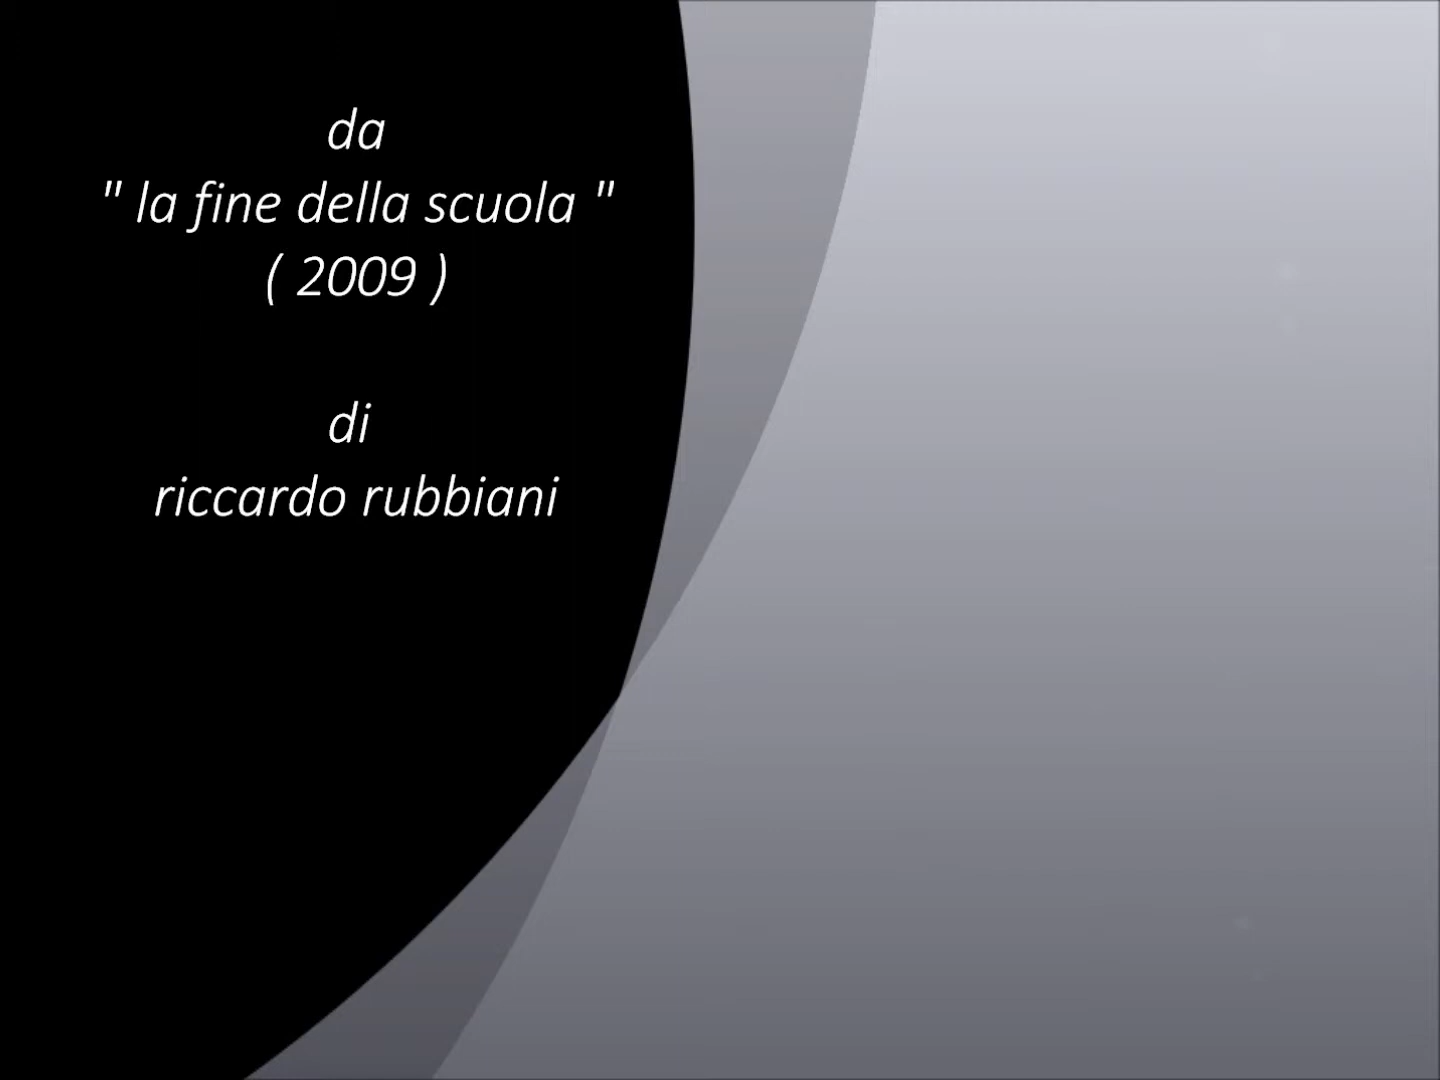 da
" la fine della scuola "
( 2009 )
di
riccardo rubbiani